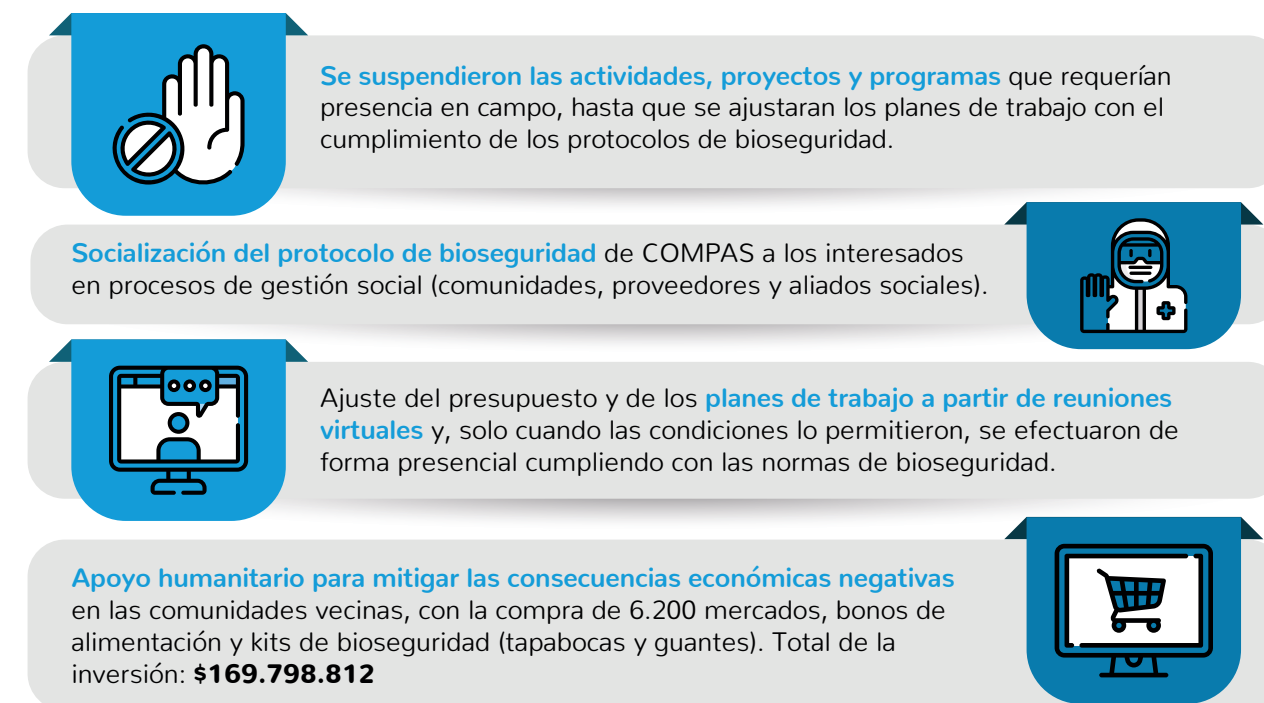 Se suspendieron las actividades, proyectos y programas que requerían
presencia en campo, hasta que se ajustaran los planes de trabajo con el
cumplimiento de los protocolos de bioseguridad.
Socialización del protocolo de bioseguridad de COMPAS a los interesados
en procesos de gestión social (comunidades, proveedores y aliados sociales).
Ajuste del presupuesto y de los planes de trabajo a partir de reuniones
virtuales y, solo cuando las condiciones lo permitieron, se efectuaron de
forma presencial cumpliendo con las normas de bioseguridad.
Apoyo humanitario para mitigar las consecuencias económicas negativas
en las comunidades vecinas, con la compra de 6.200 mercados, bonos de
alimentación y kits de bioseguridad (tapabocas y guantes). Total de la
inversión: $169.798.812